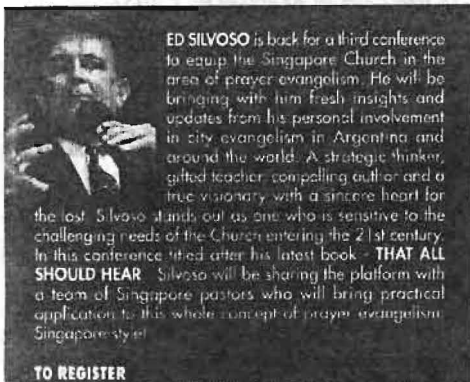 ED SILVOSO is back for a third conference
to equip the Singapore Church in the
area of prayer evangelism. He will be
bringing with him fresh insights and
updates from his personal involvement
in city evangelism in Argentina and
around the world. A strategic thinker,
gifted teacher, compelling author and a
true visionary with a sincere heart for
the lost, Silvoso stands out as one who is sensitive to the
challenging needs of the Church entering the 21st century.
In this conference titled after his latest book - THAT ALL
SHOULD HEAR Silvoso will be sharing the platform with
a team of Singapore pastors who will bring practical
application to this whole concept of prayer evangelism
Singapore style!
TO REGISTER